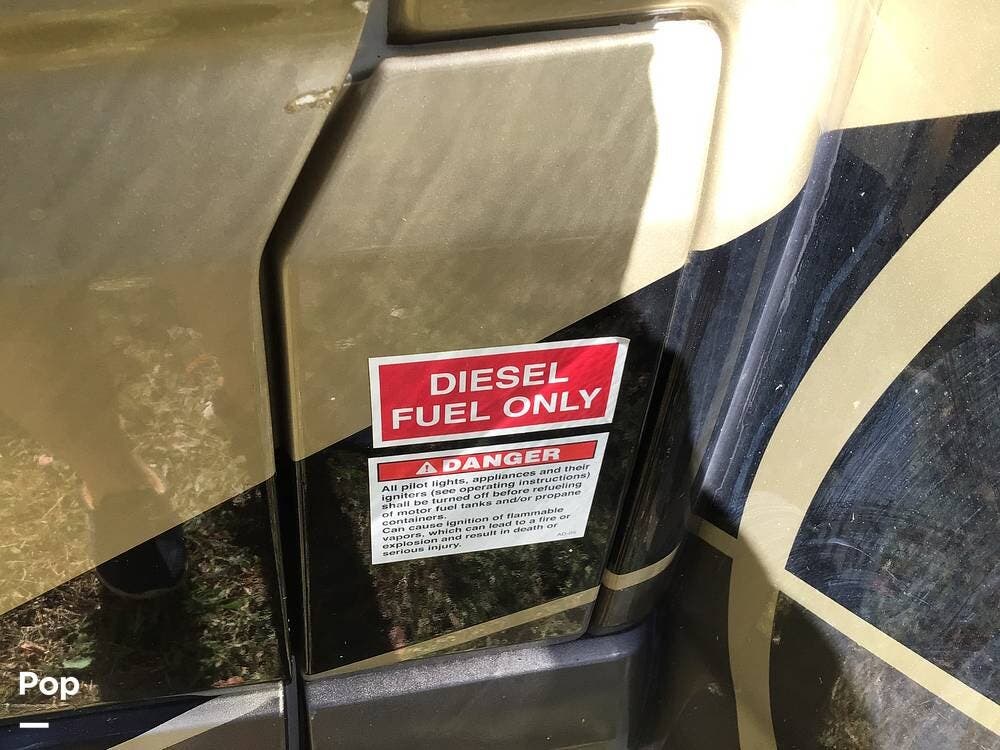 DIESEL
FUEL ONLY
⚠DANGER
All pilot lights, appliances and their
igniters (see operating instructions)
shall be turned off before refueling
of motor fuel tanks and/or propane
containers.
Can cause ignition of flammable
vapors, which can lead to a fire or
explosion and result in death or
serious injury.
Pop